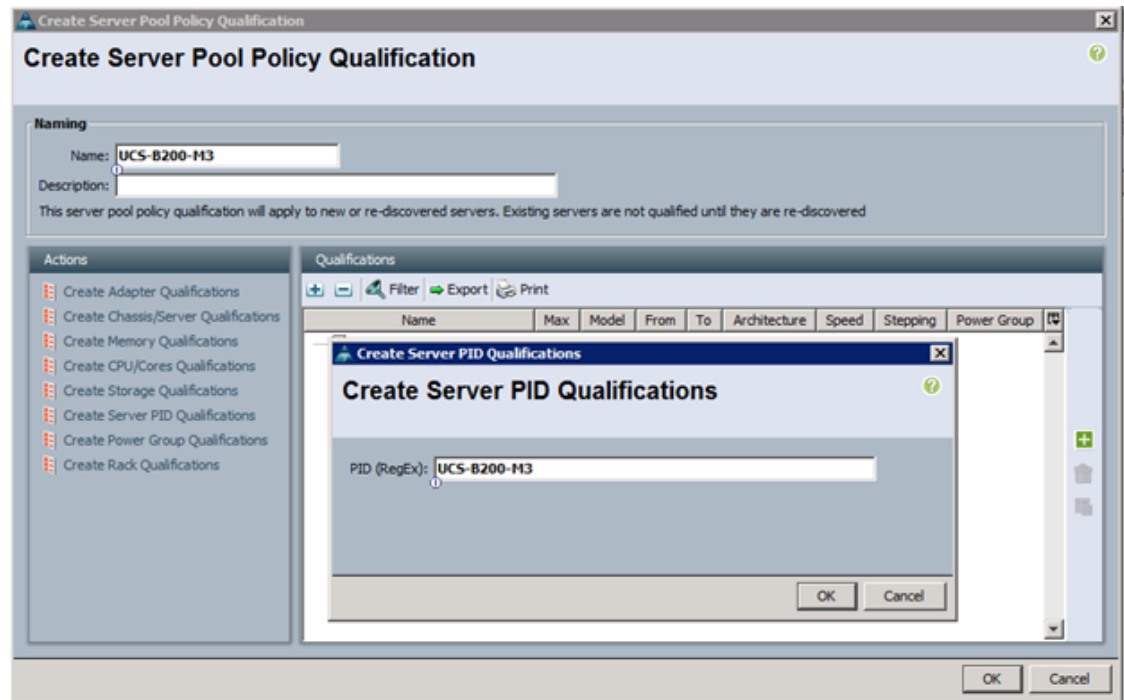 Create Server Pool Policy Qualification
Create Server Pool Policy Qualification
Naming
Name: UCS-B200-M3
Description:
This server pool policy qualification will apply to new or re-discovered servers. Existing servers are not qualified until they are re-discovered
Actions
Create Adapter Qualifications
Create Chassis/Server Qualifications
Create Memory Qualifications
Create CPU/Cores Qualifications
Create Storage Qualifications
Create Server PID Qualifications
Create Power Group Qualifications
Create Rack Qualifications
Qualifications
Filter Export Print
Name Max Model From To Architecture Speed Stepping Power Group
Create Server PID Qualifications
Create Server PID Qualifications
PID (RegEx): UCS-B200-M3
OK Cancel
OK Cancel